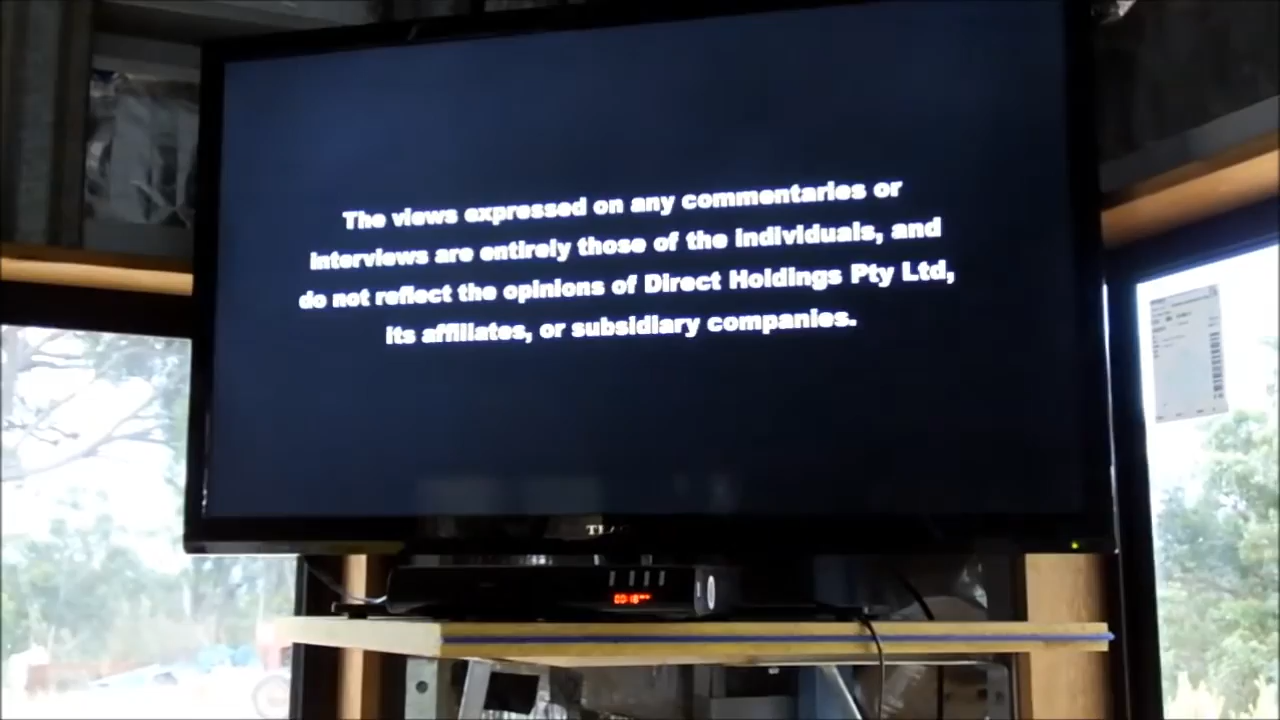 The views expressed on any commentaries or
interviews are entirely those of the individuals, and
do not reflect the opinions of Direct Holdings Pty Ltd,
its affiliates, or subsidiary companies.